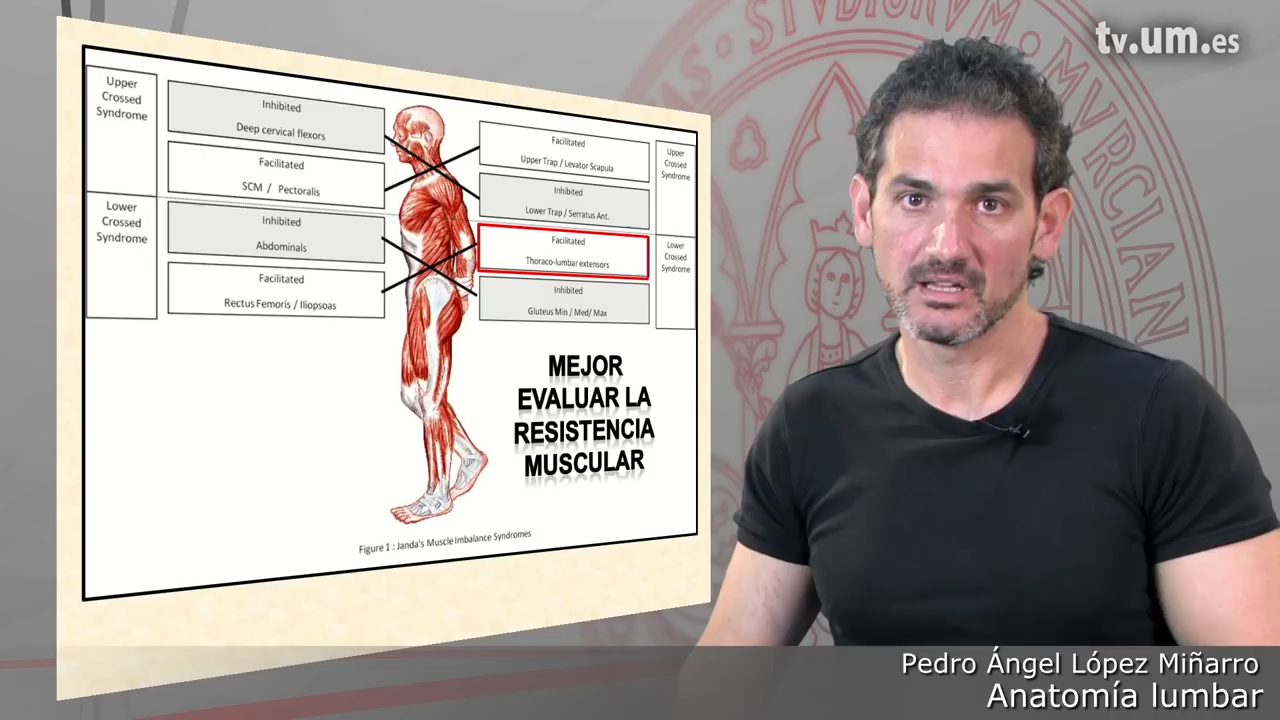 tv.um.es
STVDIORVM
MVRCIAN
Upper
Crossed
Syndrome
Inhibited
Deep cervical flexors
Facilitated
SCM / Pectoralis
Lower
Crossed
Syndrome
Inhibited
Abdominals
Facilitated
Rectus Femoris / Iliopsoas
Facilitated
Upper Trap / Levator Scapula
Inhibited
Lower Trap / Serratus Ant.
Facilitated
Thoraco-lumbar extensors
Inhibited
Gluteus Min / Med/ Max
Upper
Crossed
Syndrome
Lower
Crossed
Syndrome
MEJOR
EVALUAR LA
RESISTENCIA
MUSCULAR
Figure 1 : Janda's Muscle Imbalance Syndromes
Pedro Ángel López Miñarro
Anatomía lumbar